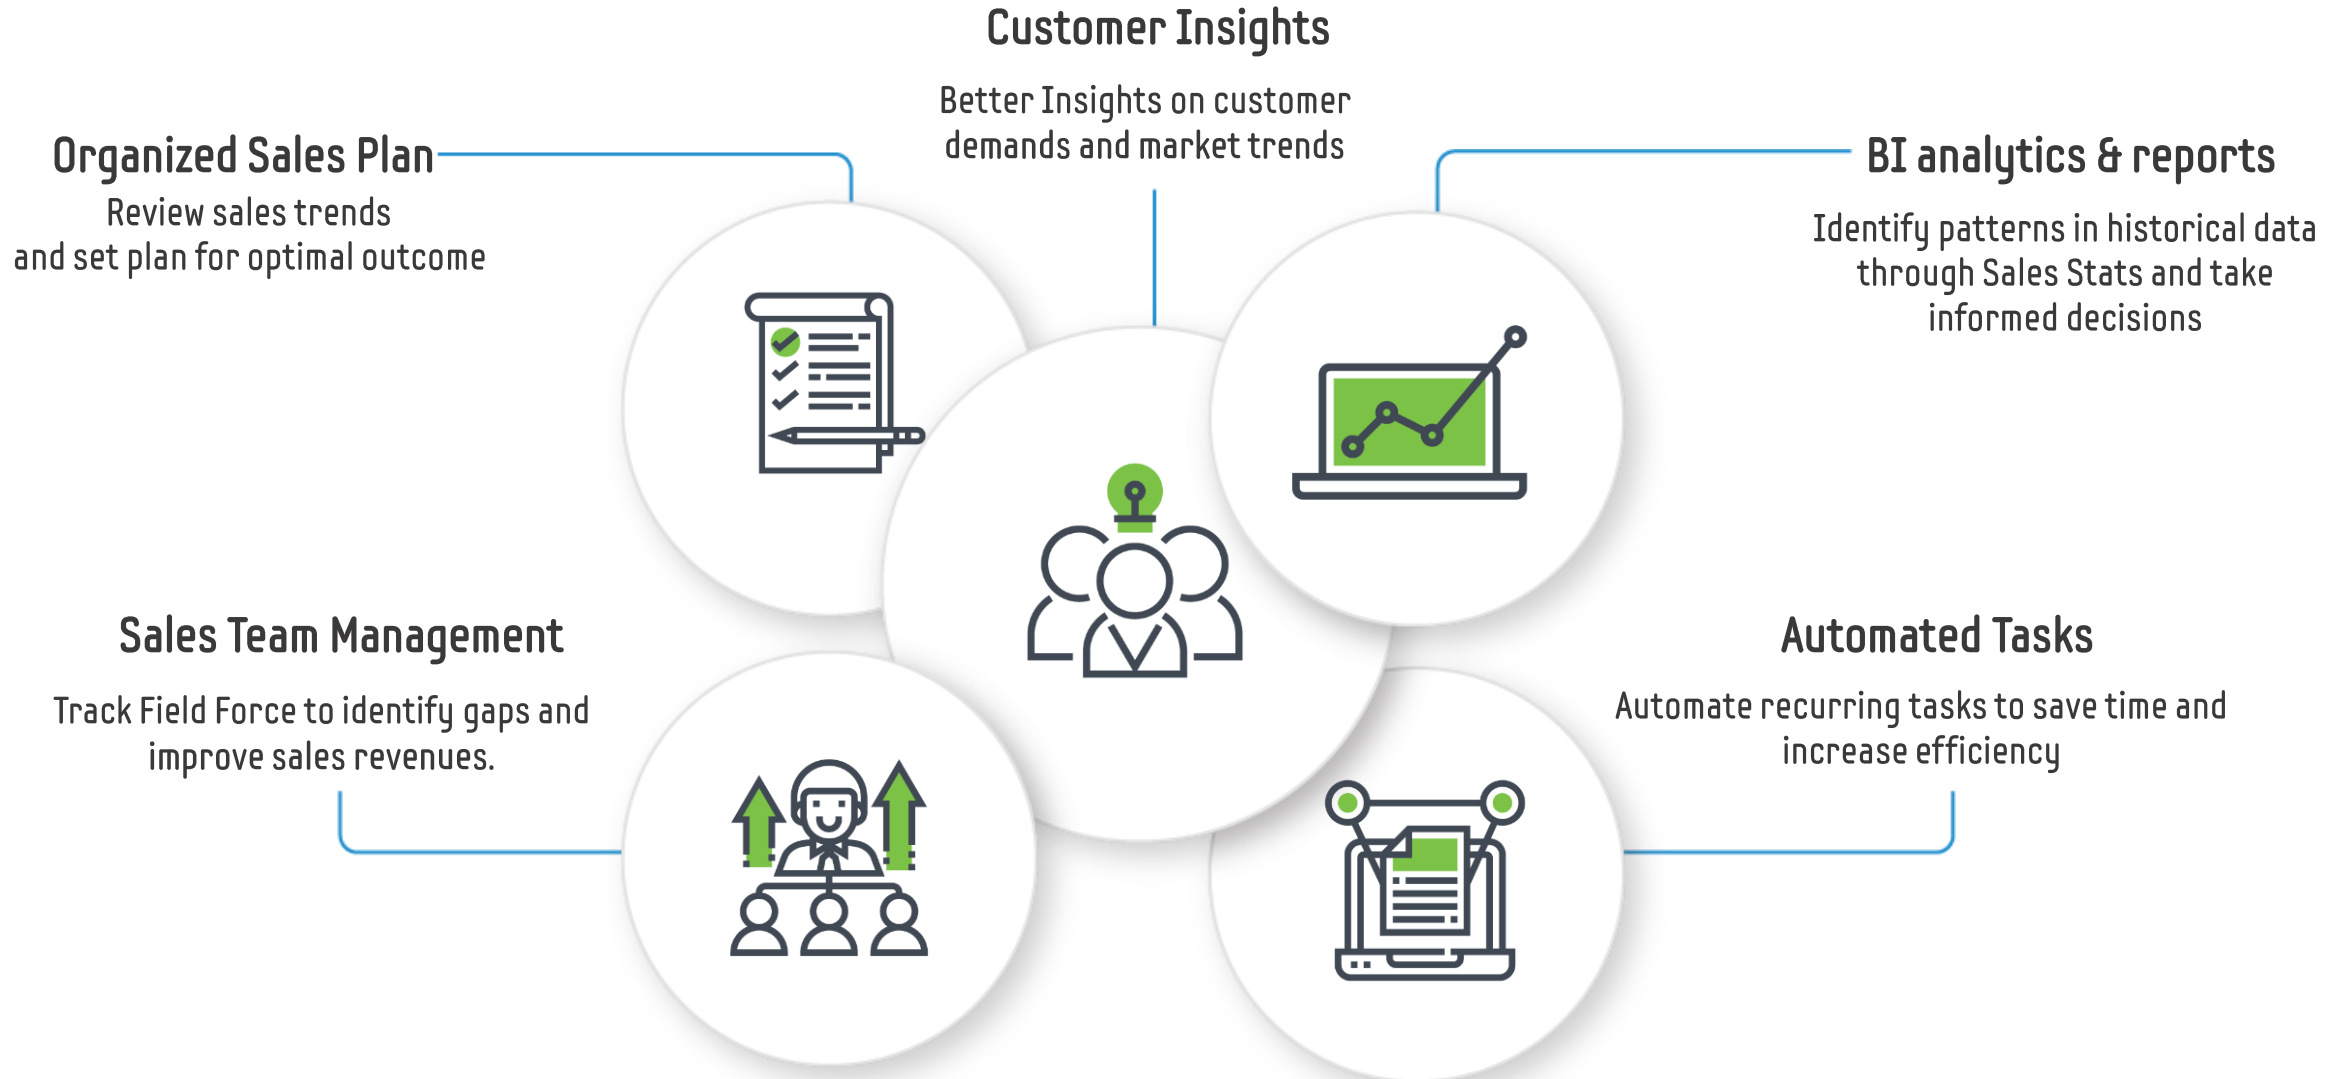 Customer Insights
Better Insights on customer
demands and market trends
Organized Sales Plan
Review sales trends
and set plan for optimal outcome
BI analytics & reports
Identify patterns in historical data
through Sales Stats and take
informed decisions
Sales Team Management
Track Field Force to identify gaps and
improve sales revenues.
Automated Tasks
Automate recurring tasks to save time and
increase efficiency